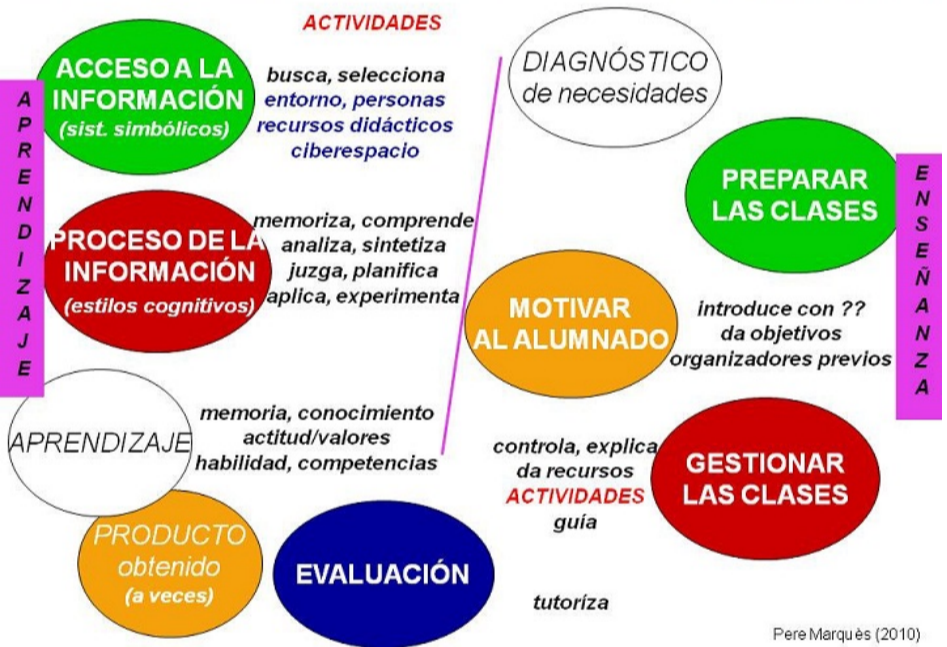 ACTIVIDADES
APRENDIZAJE
ACCESO A LA
INFORMACIÓN
(sist. simbólicos)
busca, selecciona
entorno, personas
recursos didácticos
ciberespacio
PROCESO DE LA
INFORMACIÓN
(estilos cognitivos)
memoriza, comprende
analiza, sintetiza
juzga, planifica
aplica, experimenta
APRENDIZAJE
memoria, conocimiento
actitud/valores
habilidad, competencias
PRODUCTO
obtenido
(a veces)
EVALUACIÓN
DIAGNÓSTICO
de necesidades
PREPARAR
LAS CLASES
ENSEÑANZA
MOTIVAR
AL ALUMNADO
introduce con ??
da objetivos
organizadores previos
controla, explica
da recursos
ACTIVIDADES
guía
GESTIONAR
LAS CLASES
tutoríza
Pere Marquès (2010)